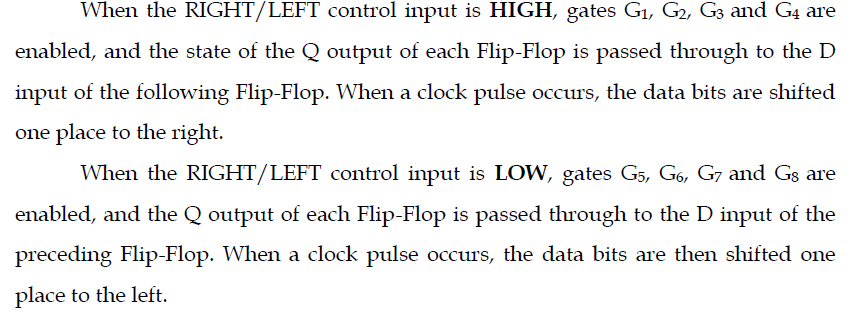 When the RIGHT/LEFT control input is HIGH, gates G₁, G₂, G₃ and G₄ are
enabled, and the state of the Q output of each Flip-Flop is passed through to the D
input of the following Flip-Flop. When a clock pulse occurs, the data bits are shifted
one place to the right.
When the RIGHT/LEFT control input is LOW, gates G₅, G₆, G₇ and G₈ are
enabled, and the Q output of each Flip-Flop is passed through to the D input of the
preceding Flip-Flop. When a clock pulse occurs, the data bits are then shifted one
place to the left.